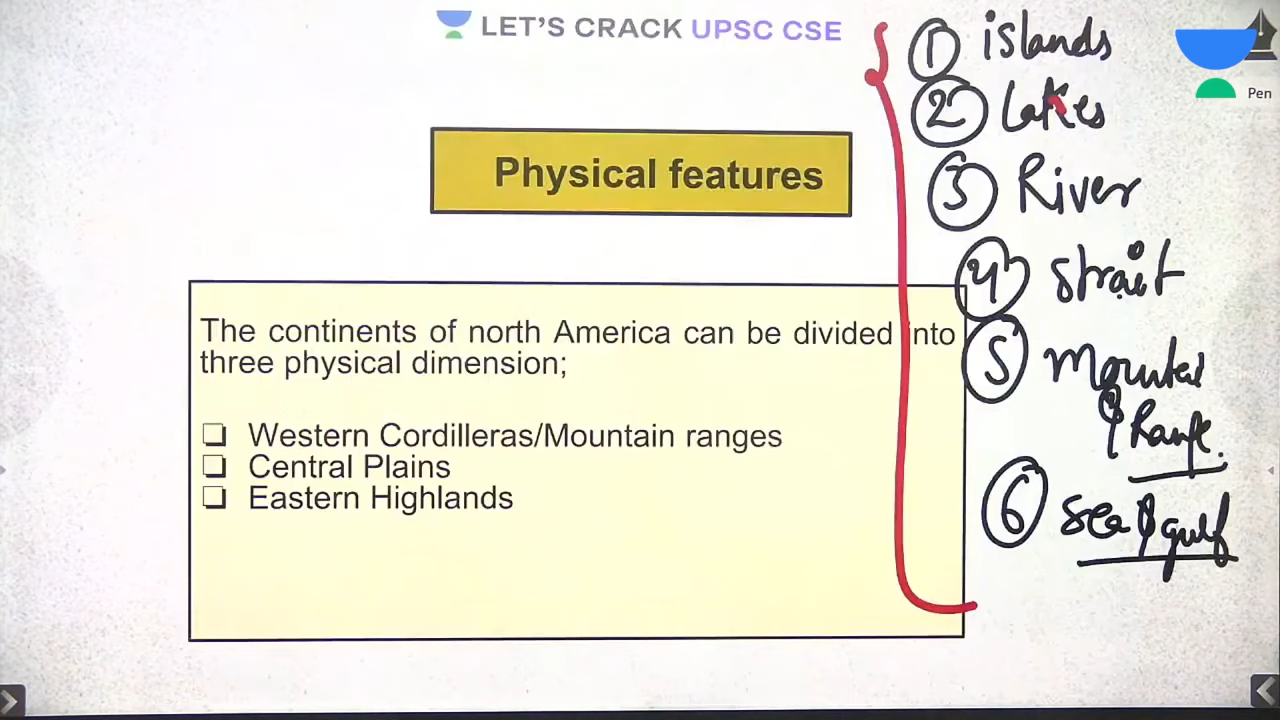 LET'S CRACK UPSC CSE
Pen
Physical features
The continents of north America can be divided into
three physical dimension;
❑ Western Cordilleras/Mountain ranges
❑ Central Plains
❑ Eastern Highlands
① islands
② Lakes
③ River
④ Strait
⑤
& Range.
⑥ Sea & gulf